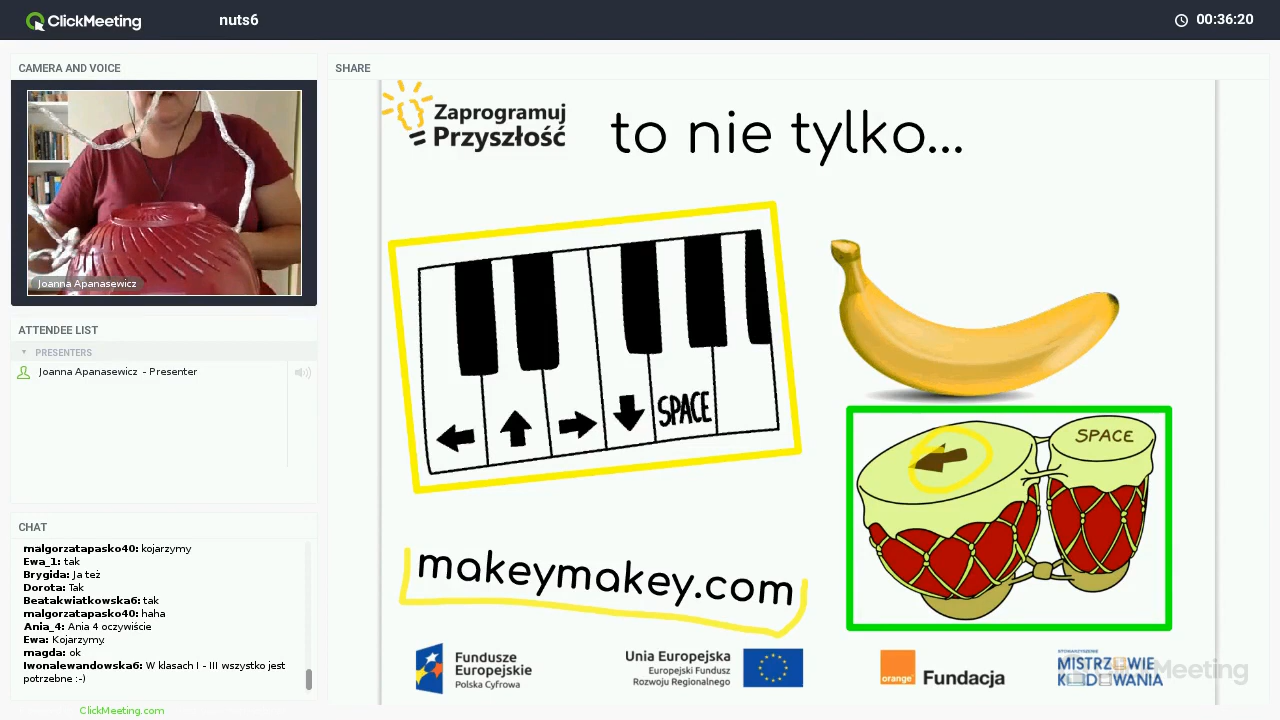 ClickMeeting
nuts6
00:36:20
CAMERA AND VOICE
Joanna Apanasewicz
ATTENDEE LIST
PRESENTERS
Joanna Apanasewicz - Presenter
CHAT
malgorzatapasko40: kojarzymy
Ewa_1: tak
Brygida: Ja też
Dorota: Tak
Beatakwiatkowska6: tak
malgorzatapasko40: haha
Ania_4: Ania 4 oczywiście
Ewa: Kojarzymy.
magda: ok
Iwonalewandowska6: W klasach I - III wszystko jest
potrzebne :-)
ClickMeeting.com
SHARE
Zaprogramuj
Przyszłość
to nie tylko...
SPACE
SPACE
makeymakey.com
Fundusze
Europejskie
Polska Cyfrowa
Unia Europejska
Europejski Fundusz
Rozwoju Regionalnego
orange
Fundacja
STOWARZYSZENIE
MISTRZOWIE
KODOWANIA
Meeting